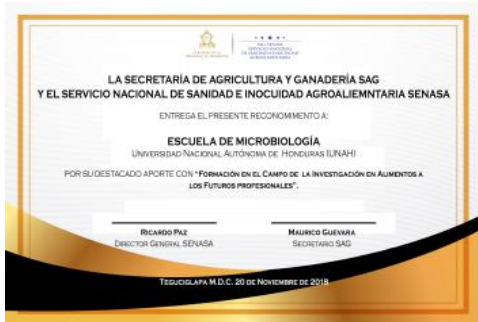 LA SECRETARÍA DE AGRICULTURA Y GANADERÍA SAG
Y EL SERVICIO NACIONAL DE SANIDAD E INOCUIDAD AGROALIEMNTARIA SENASA
ENTREGA EL PRESENTE RECONOMIMENTO A:
ESCUELA DE MICROBIOLOGÍA
UNIVERSIDAD NACIONAL AUTÓNOMA DE HONDURAS (UNAH)
POR SU DESTACADO APORTE CON "FORMACIÓN EN EL CAMPO DE LA INVESTIGACIÓN EN ALIMENTOS A
LOS FUTUROS PROFESIONALES".
RICARDO PAZ
MAURICO GUEVARA
DIRECTOR GENERAL SENASA
SECRETARIO SAG
TEGUCIGLAPA M.D.C. 20 DE NOVIEMBRE DE 2018